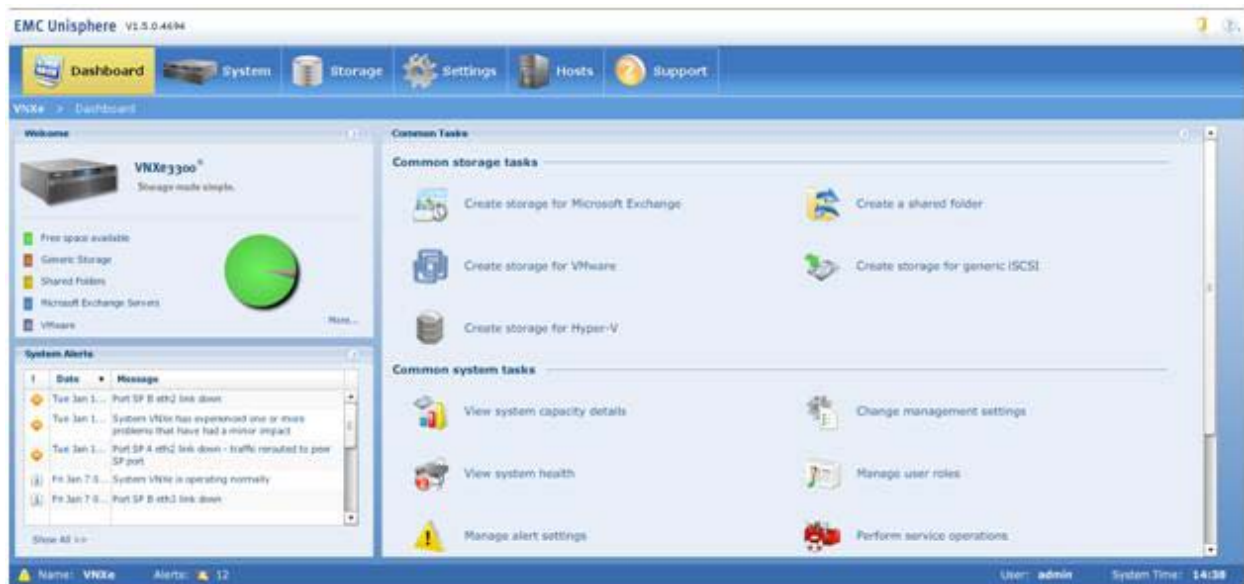 EMC Unisphere V1.5.0.4694
Dashboard System Storage Settings Hosts Support
VNXe > Dashboard
Welcome
VNXe3300®
Storage made simple.
Free space available
Generic Storage
Shared Folders
Microsoft Exchange Servers
VMware
More...
System Alerts
! Date Message
Tue Jan 1... Port SP B eth2 link down
Tue Jan 1... System VNXe has experienced one or more
problems that have had a minor impact
Tue Jan 1... Port SP A eth2 link down - traffic rerouted to peer
SP port
Fri Jan 7 0... System VNXe is operating normally
Fri Jan 7 0... Port SP B eth2 link down
Show All >>
Common Tasks
Common storage tasks
Create storage for Microsoft Exchange
Create a shared folder
Create storage for VMware
Create storage for generic iSCSI
Create storage for Hyper-V
Common system tasks
View system capacity details
Change management settings
View system health
Manage user roles
Manage alert settings
Perform service operations
Name: VNXe Alerts: 12 User: admin System Time: 14:38